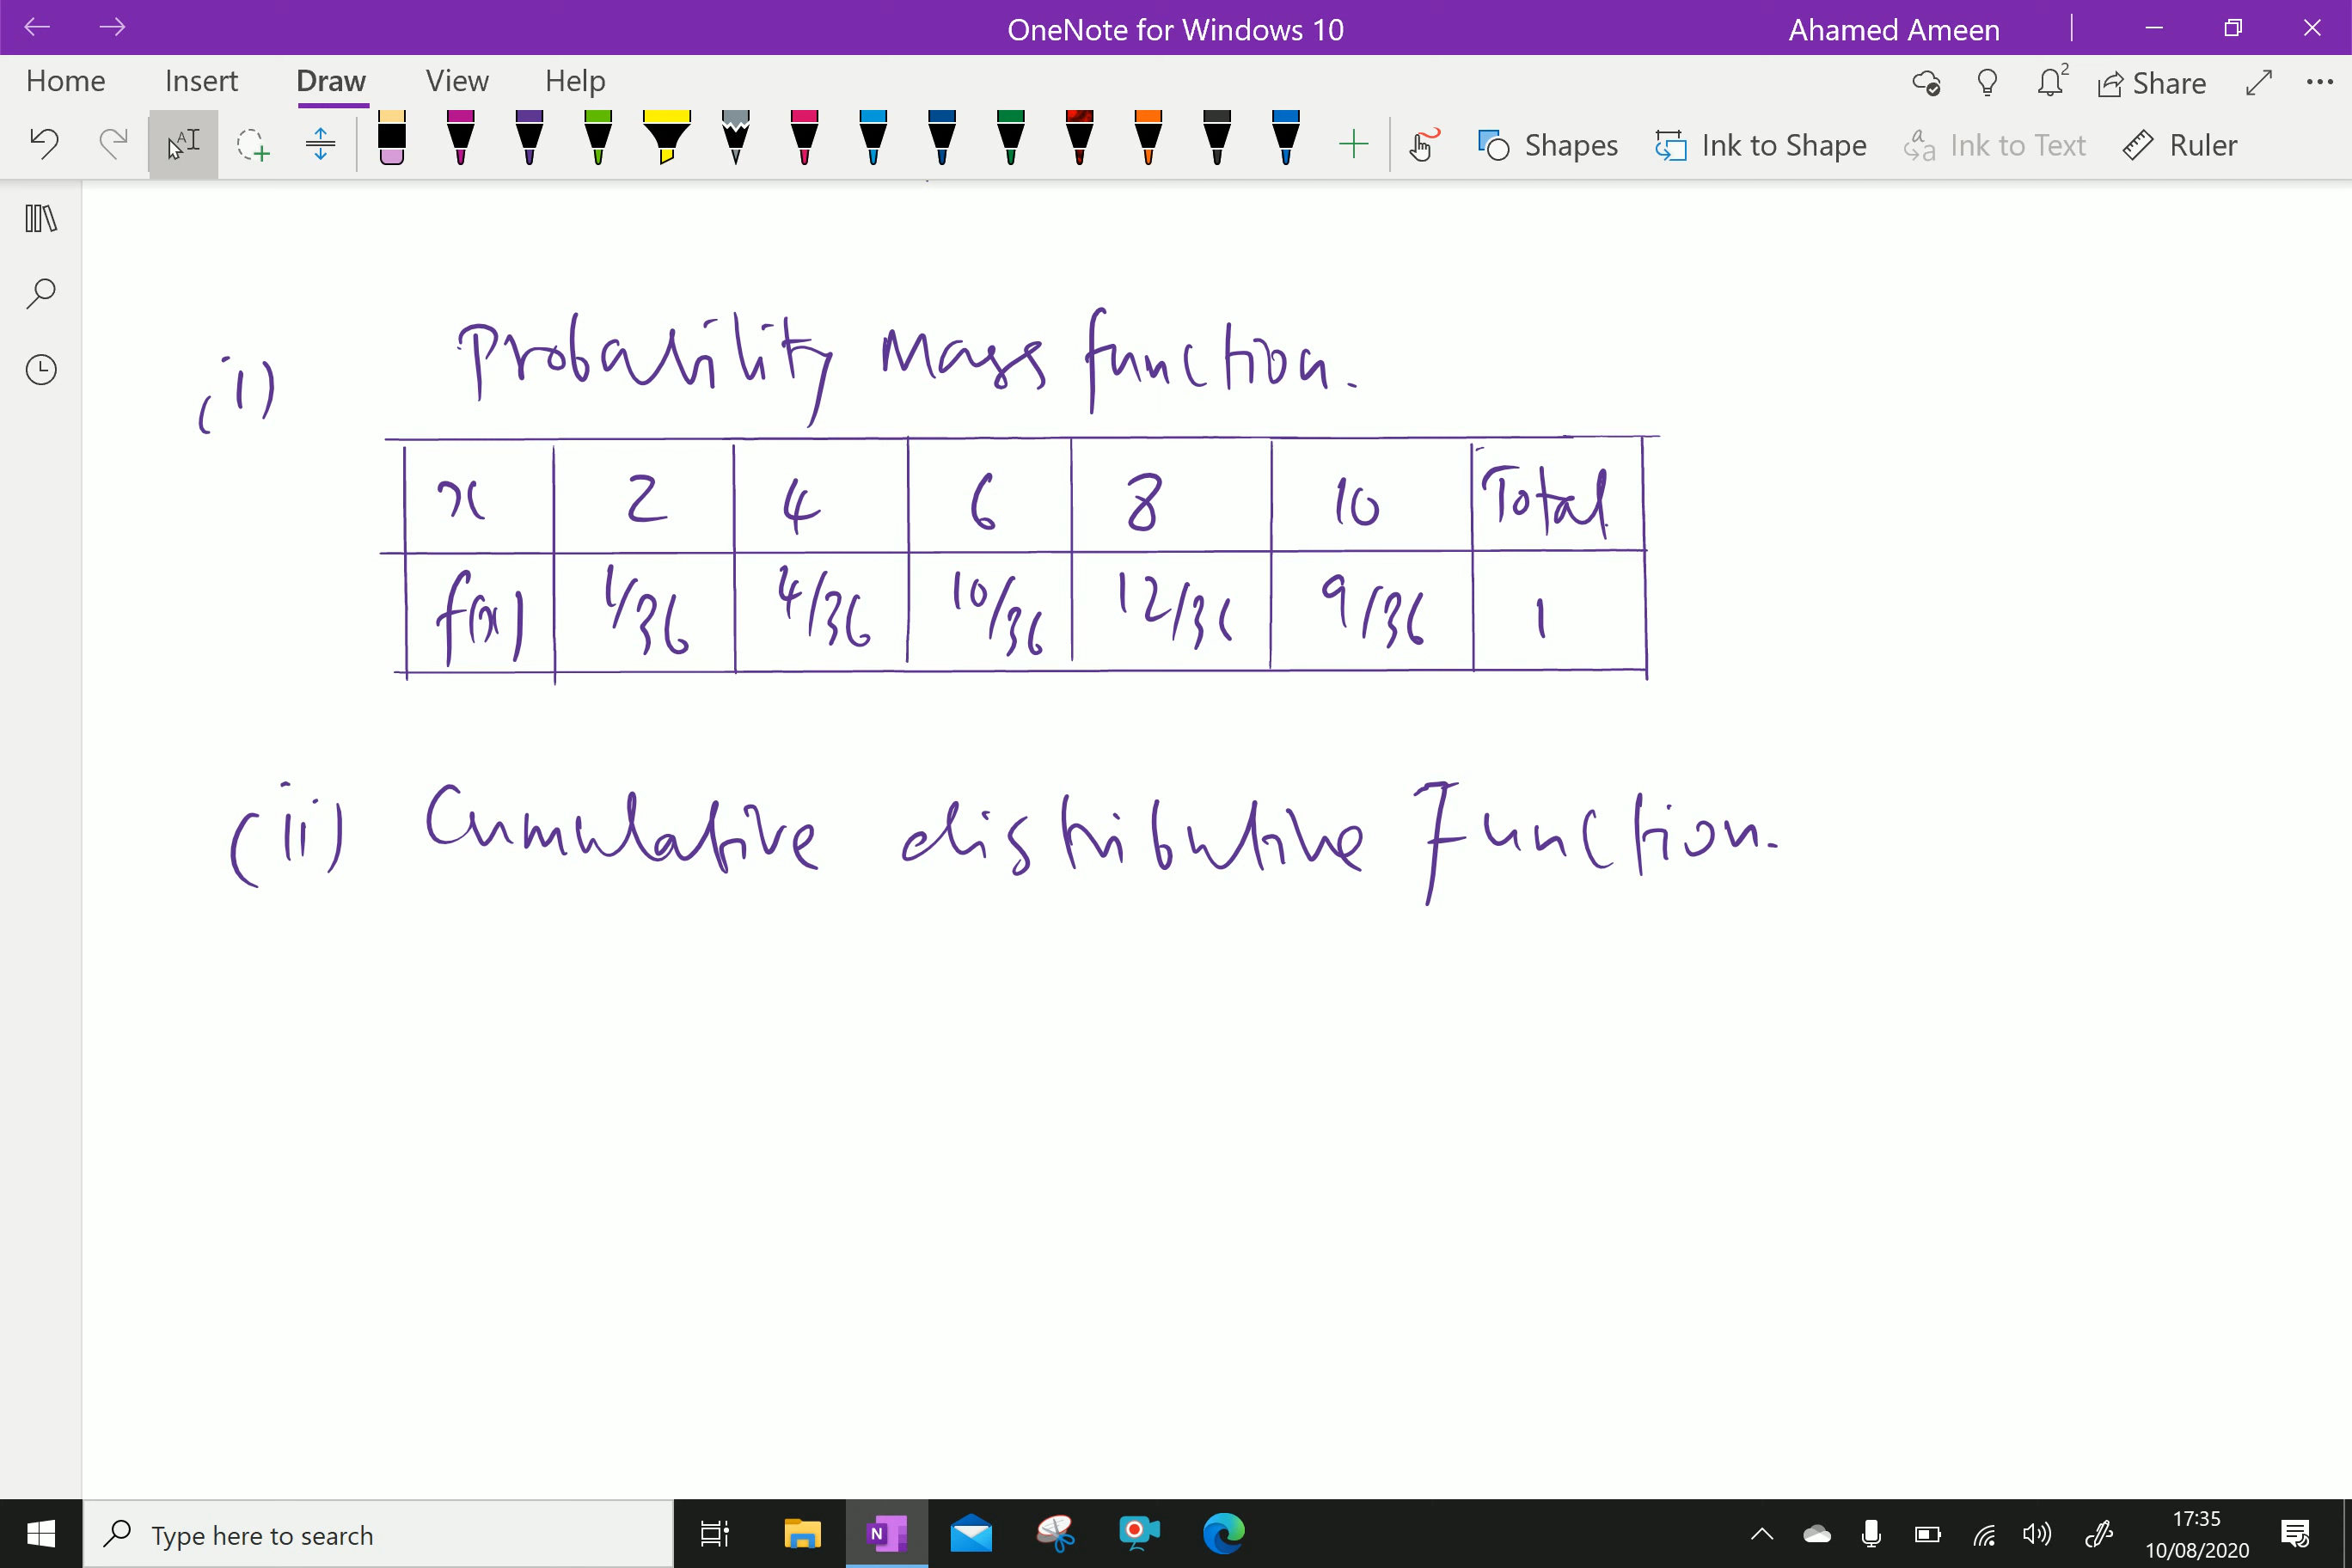 OneNote for Windows 10
Ahamed Ameen
Home Insert Draw View Help
2 Share
Shapes Ink to Shape Ink to Text Ruler
(i) Probability Mass function.
x 2 4 6 8 10 Total
f(x) 1/36 4/36 10/36 12/36 9/36 1
(ii) Cumulative distributive Function.
Type here to search
17:35
10/08/2020